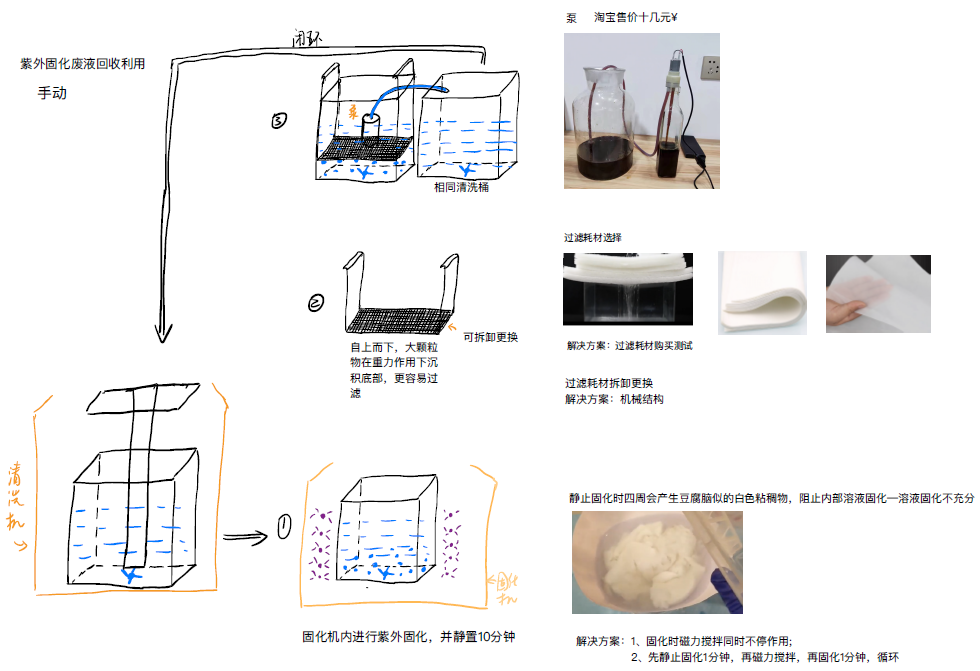 闭环
紫外固化废液回收利用
手动
③
泵
相同清洗桶
②
可拆卸更换
自上而下，大颗粒
物在重力作用下沉
积底部，更容易过
滤
清洗机
①
固化机
固化机内进行紫外固化，并静置10分钟
泵 淘宝售价十几元¥
过滤耗材选择
解决方案：过滤耗材购买测试
过滤耗材拆卸更换
解决方案：机械结构
静止固化时四周会产生豆腐脑似的白色粘稠物，阻止内部溶液固化—溶液固化不充分
解决方案：1、固化时磁力搅拌同时不停作用;
2、先静止固化1分钟，再磁力搅拌，再固化1分钟，循环